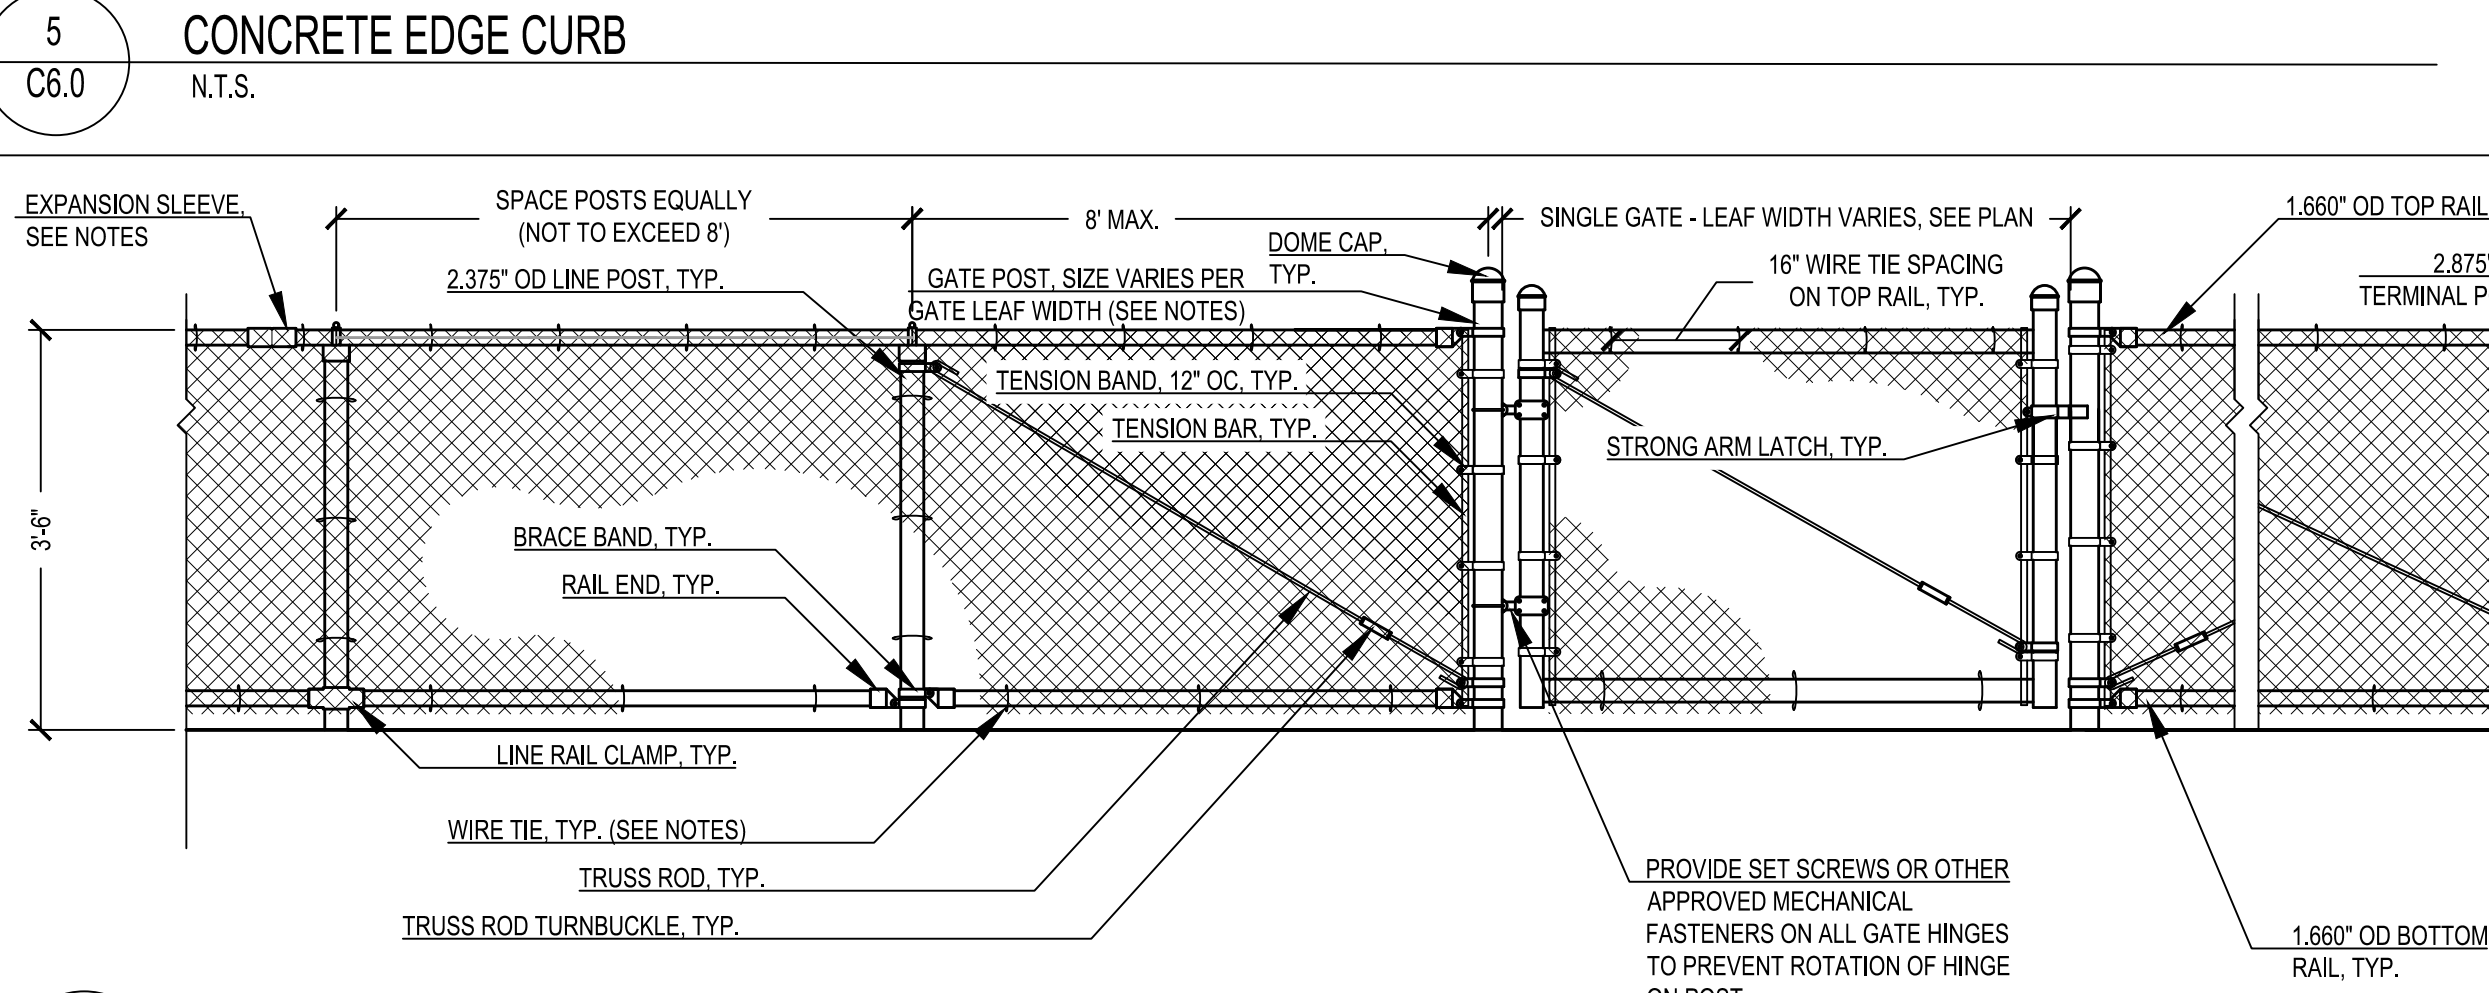 5
C6.0
CONCRETE EDGE CURB
N.T.S.
EXPANSION SLEEVE,
SEE NOTES
SPACE POSTS EQUALLY
(NOT TO EXCEED 8')
8' MAX.
SINGLE GATE - LEAF WIDTH VARIES, SEE PLAN
1.660" OD TOP RAIL
2.375" OD LINE POST, TYP.
GATE POST, SIZE VARIES PER
GATE LEAF WIDTH (SEE NOTES)
DOME CAP,
TYP.
16" WIRE TIE SPACING
ON TOP RAIL, TYP.
2.875"
TERMINAL P
TENSION BAND, 12" OC, TYP.
TENSION BAR, TYP.
STRONG ARM LATCH, TYP.
3'-6"
BRACE BAND, TYP.
RAIL END, TYP.
LINE RAIL CLAMP, TYP.
WIRE TIE, TYP. (SEE NOTES)
TRUSS ROD, TYP.
TRUSS ROD TURNBUCKLE, TYP.
PROVIDE SET SCREWS OR OTHER
APPROVED MECHANICAL
FASTENERS ON ALL GATE HINGES
TO PREVENT ROTATION OF HINGE
ON POST
1.660" OD BOTTOM
RAIL, TYP.